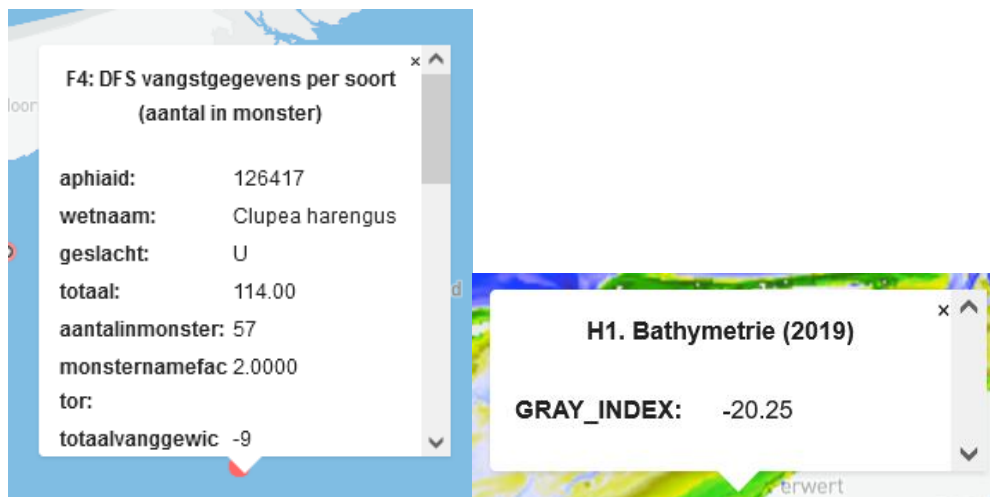 F4: DFS vangstgegevens per soort
(aantal in monster)
aphiaid: 126417
wetnaam: Clupea harengus
geslacht: U
totaal: 114.00
aantalinmonster: 57
monsternamefac 2.0000
tor:
totaalvanggewic -9
H1. Bathymetrie (2019)
GRAY_INDEX: -20.25
erwert